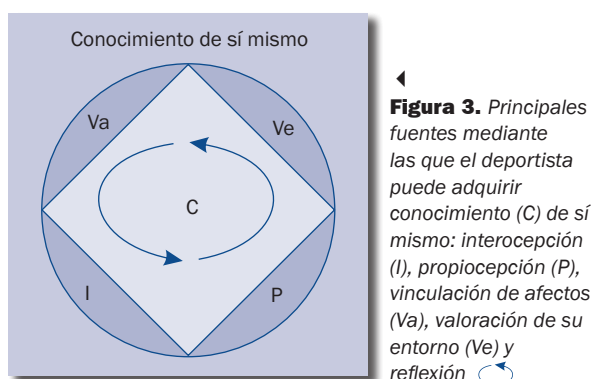 Conocimiento de sí mismo
Va
Ve
C
I
P
Figura 3. Principales
fuentes mediante
las que el deportista
puede adquirir
conocimiento (C) de sí
mismo: interocepción
(I), propiocepción (P),
vinculación de afectos
(Va), valoración de su
entorno (Ve) y
reflexión